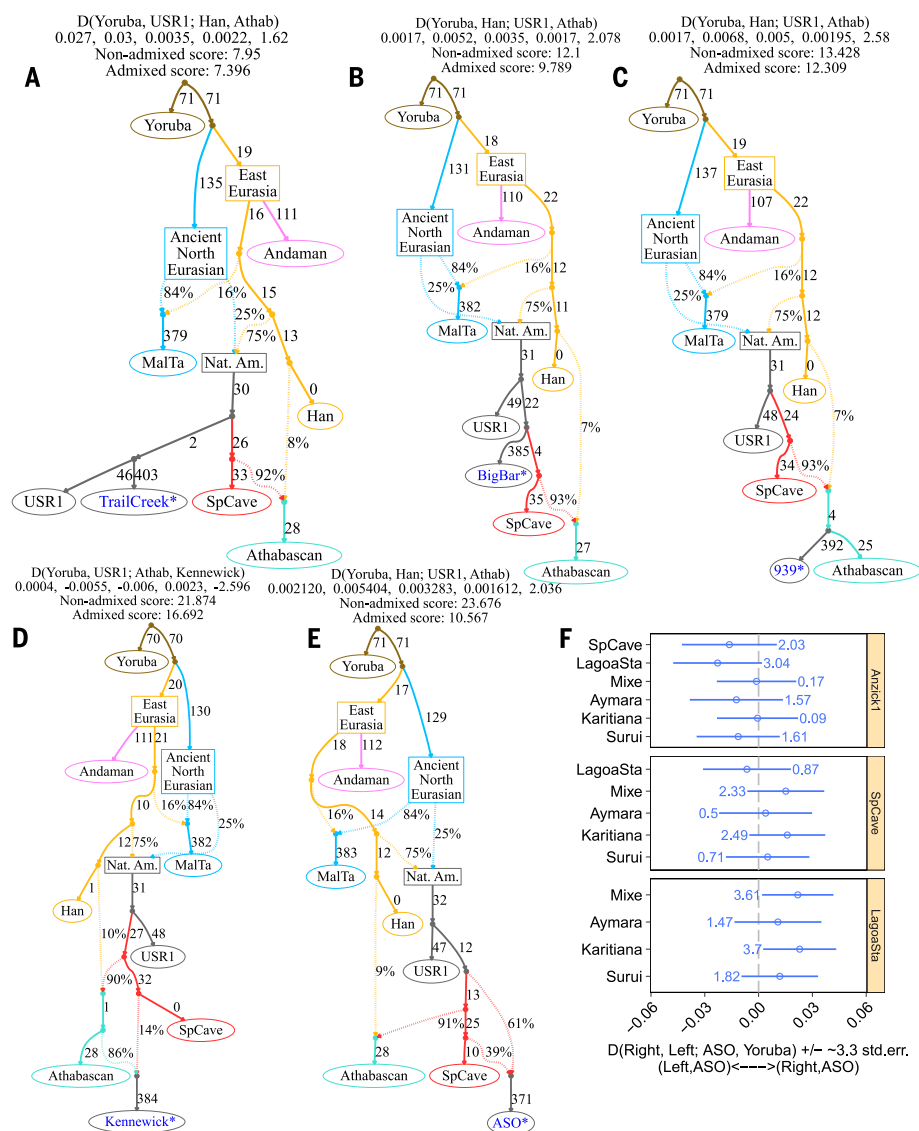 D(Yoruba, USR1; Han, Athab)
0.027, 0.03, 0.0035, 0.0022, 1.62
Non-admixed score: 7.95
Admixed score: 7.396
A
71
71
Yoruba
19
135
East
Eurasia
16
111
Ancient
North
Eurasian
Andaman
84%
16%
15
25%
75%
13
379
MalTa
Nat. Am.
30
0
Han
2
26
8%
46
403
33
92%
USR1
TrailCreek*
SpCave
28
Athabascan
D(Yoruba, Han; USR1, Athab)
0.0017, 0.0052, 0.0035, 0.0017, 2.078
Non-admixed score: 12.1
Admixed score: 9.789
B
71
71
Yoruba
18
131
East
Eurasia
22
110
Ancient
North
Eurasian
Andaman
84%
16%
12
25%
382
75%
11
MalTa
Nat. Am.
31
0
Han
49
22
USR1
7%
385
4
BigBar*
35
93%
SpCave
27
Athabascan
D(Yoruba, Han; USR1, Athab)
0.0017, 0.0068, 0.005, 0.00195, 2.58
Non-admixed score: 13.428
Admixed score: 12.309
C
71
71
Yoruba
19
137
East
Eurasia
22
107
Ancient
North
Eurasian
Andaman
84%
16%
12
25%
379
75%
12
MalTa
Nat. Am.
31
0
Han
48
24
7%
USR1
34
93%
SpCave
4
392
25
939*
Athabascan
D(Yoruba, USR1; Athab, Kennewick)
0.0004, -0.0055, -0.006, 0.0023, -2.596
Non-admixed score: 21.874
Admixed score: 16.692
D
70
70
Yoruba
20
130
East
Eurasia
111
21
Andaman
Ancient
North
Eurasian
10
16%
84%
25%
12
75%
382
Nat. Am.
MalTa
1
31
Han
10%
27
48
USR1
90%
32
1
0
14%
SpCave
28
86%
Athabascan
384
Kennewick*
D(Yoruba, Han; USR1, Athab)
0.002120, 0.005404, 0.003283, 0.001612, 2.036
Non-admixed score: 23.676
Admixed score: 10.567
E
71
71
Yoruba
17
129
East
Eurasia
18
112
Andaman
Ancient
North
Eurasian
16%
14
84%
25%
12
75%
383
MalTa
Nat. Am.
0
32
Han
47
12
USR1
9%
13
61%
91%
25
28
10
39%
Athabascan
SpCave
371
ASO*
F
SpCave
2.03
LagoaSta
3.04
Mixe
0.17
Aymara
1.57
Karitiana
0.09
Surui
1.61
Anzick1
LagoaSta
0.87
Mixe
2.33
Aymara
0.5
Karitiana
2.49
Surui
0.71
SpCave
Mixe
3.61
Aymara
1.47
Karitiana
3.7
Surui
1.82
LagoaSta
-0.06
-0.03
0.00
0.03
0.06
D(Right, Left; ASO, Yoruba) +/- ~3.3 std.err.
(Left,ASO)<---->(Right,ASO)